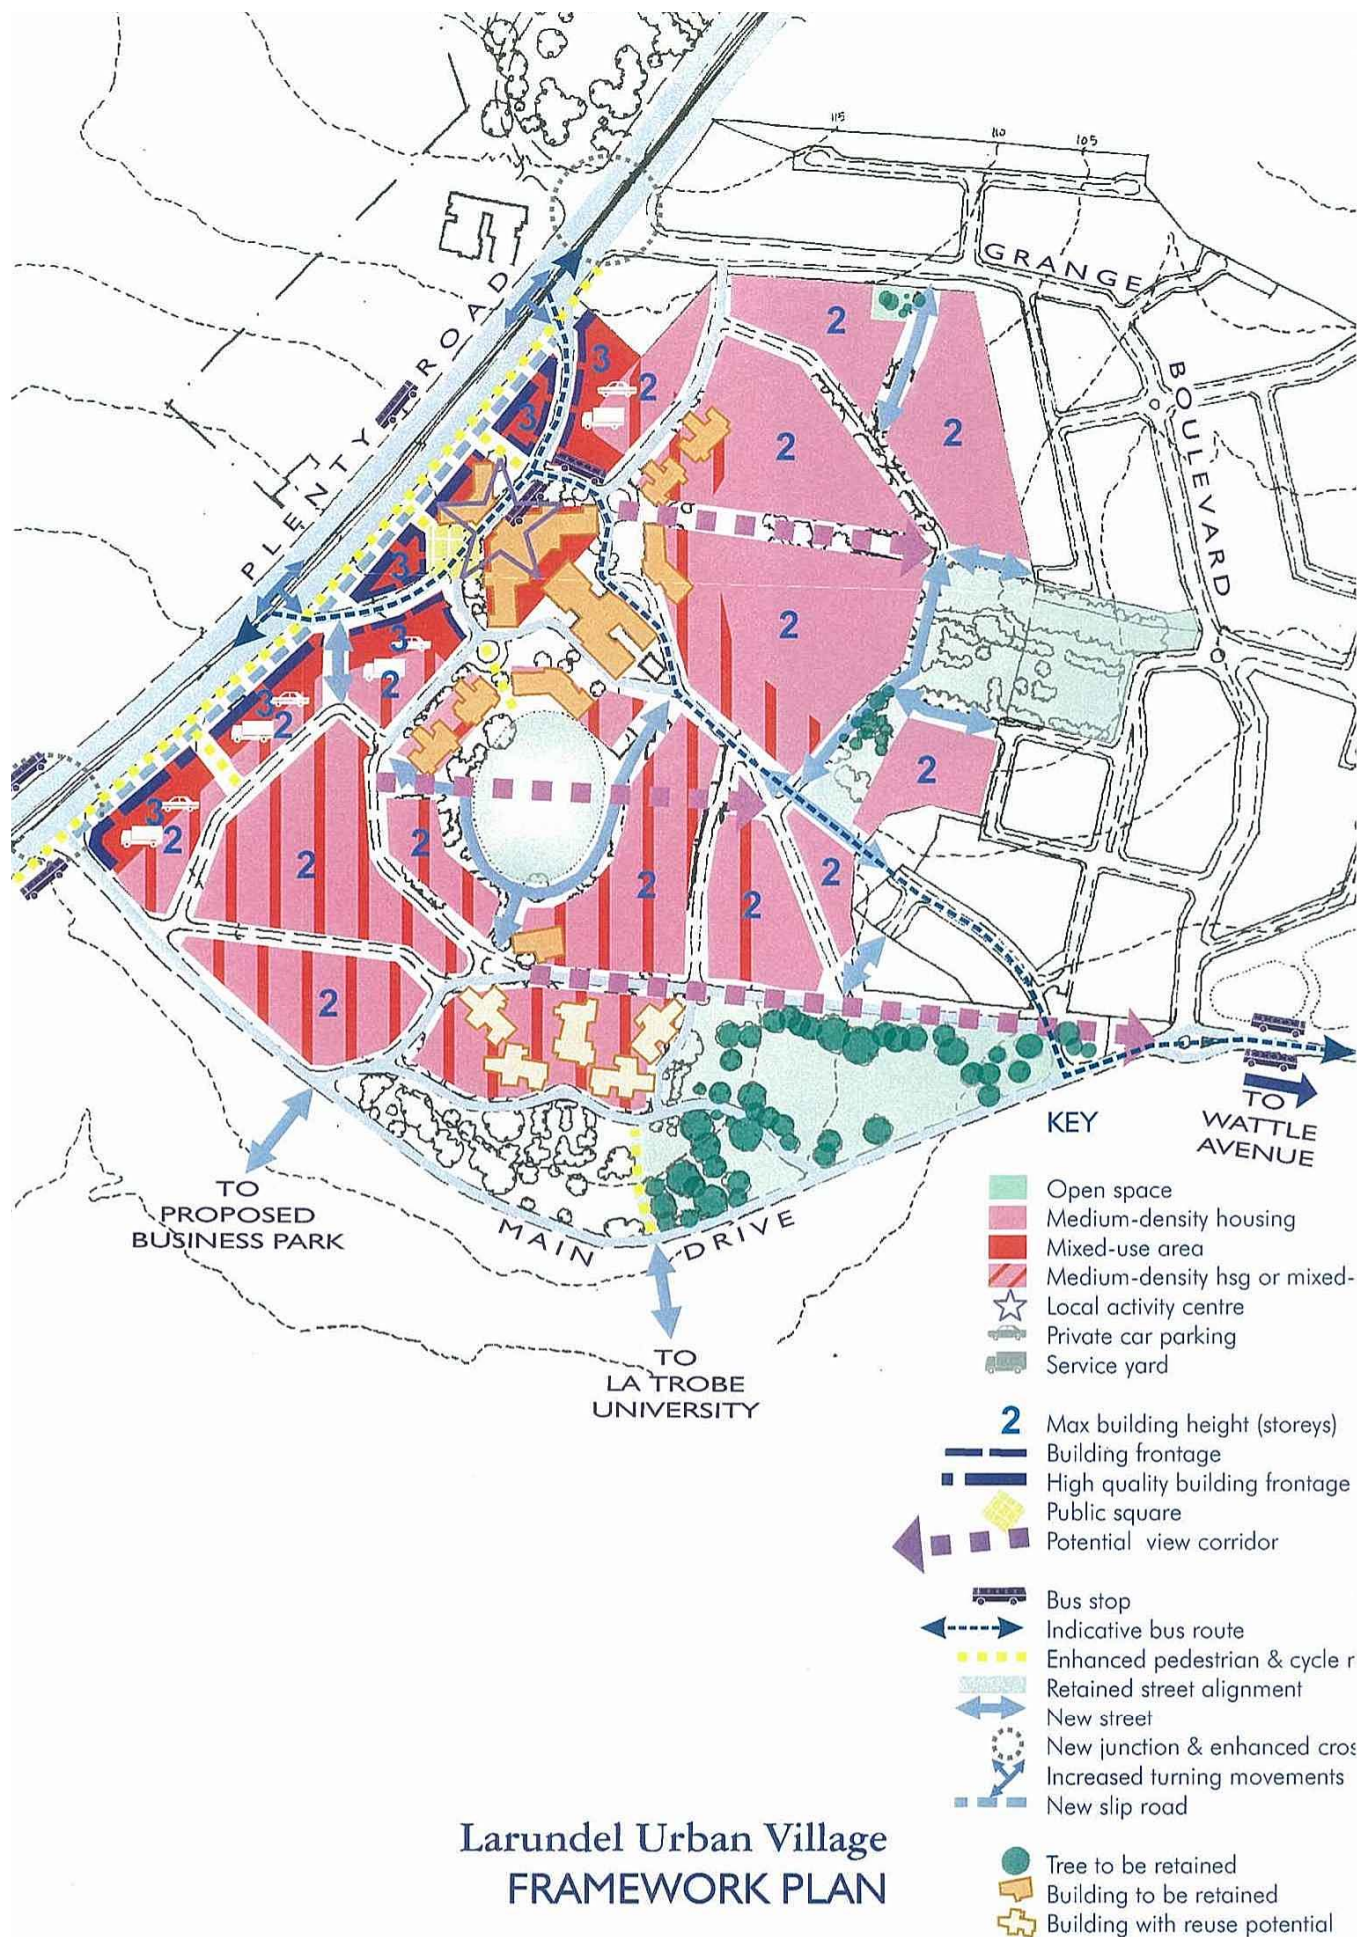 115
110
105
GRANGE
BOULEVARD
PLENTY ROAD
2
3
2
3
2
2
3
3
2
2
3
2
2
3
2
2
2
2
2
2
2
TO
WATTLE
AVENUE
TO
PROPOSED
BUSINESS PARK
MAIN DRIVE
TO
LA TROBE
UNIVERSITY
KEY
Open space
Medium-density housing
Mixed-use area
Medium-density hsg or mixed-
Local activity centre
Private car parking
Service yard
2 Max building height (storeys)
Building frontage
High quality building frontage
Public square
Potential view corridor
Bus stop
Indicative bus route
Enhanced pedestrian & cycle r
Retained street alignment
New street
New junction & enhanced cros
Increased turning movements
New slip road
Tree to be retained
Building to be retained
Building with reuse potential
Larundel Urban Village
FRAMEWORK PLAN